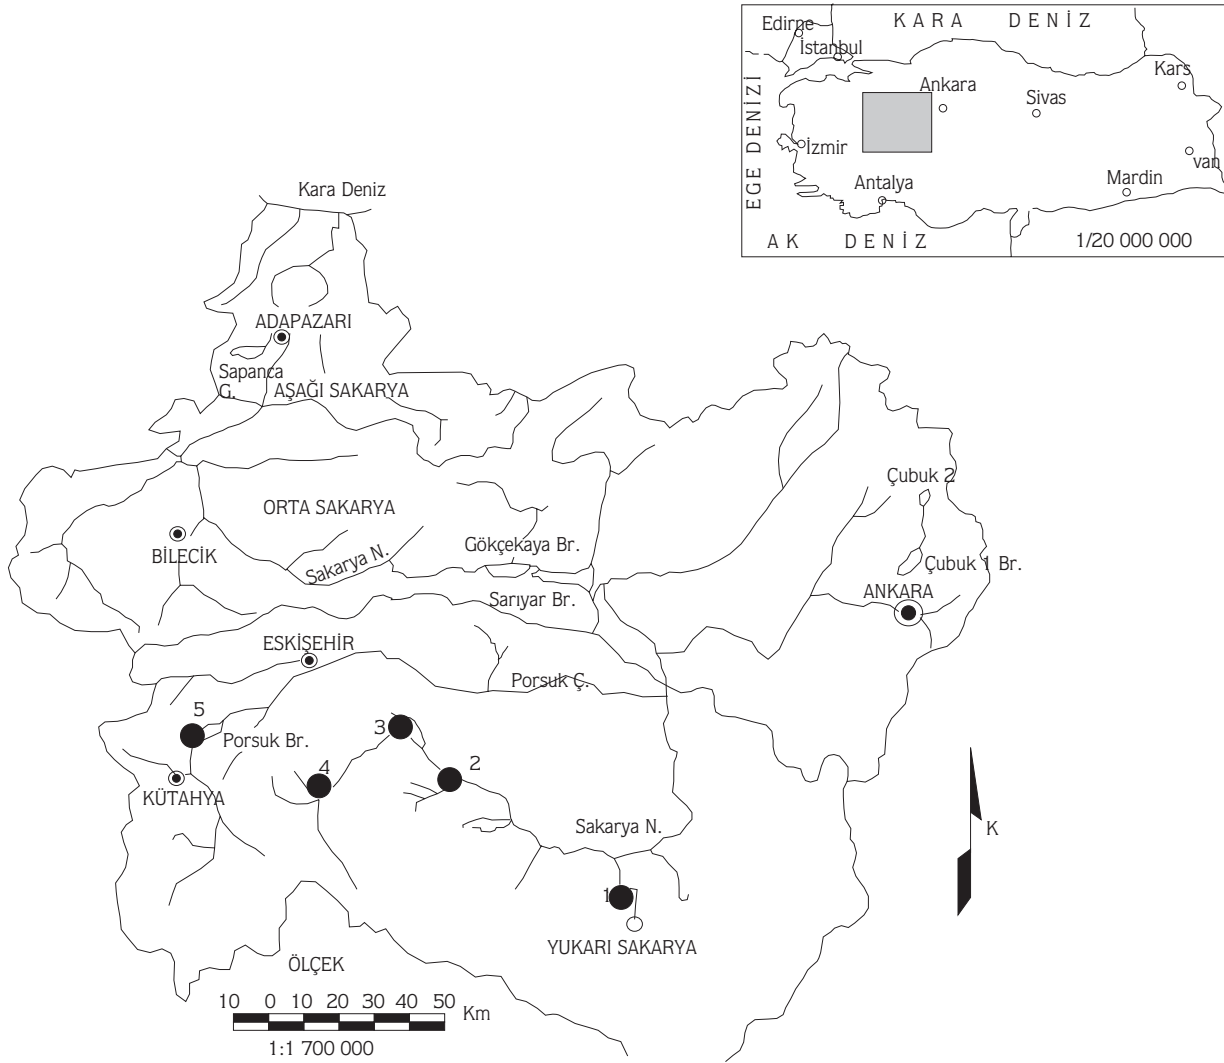 Edirne
KARA DENİZ
İstanbul
Kars
Ankara
Sivas
EGE DENİZİ
İzmir
van
Antalya
Mardin
AK DENİZ
1/20 000 000
Kara Deniz
ADAPAZARI
Sapanca
G.
AŞAĞI SAKARYA
Çubuk 2
ORTA SAKARYA
Gökçekaya Br.
BİLECİK
Sakarya N.
Çubuk 1 Br.
ANKARA
Sarıyar Br.
ESKİŞEHİR
Porsuk Ç.
5
3
Porsuk Br.
4
2
KÜTAHYA
Sakarya N.
K
1
YUKARI SAKARYA
ÖLÇEK
10 0 10 20 30 40 50 Km
1:1 700 000